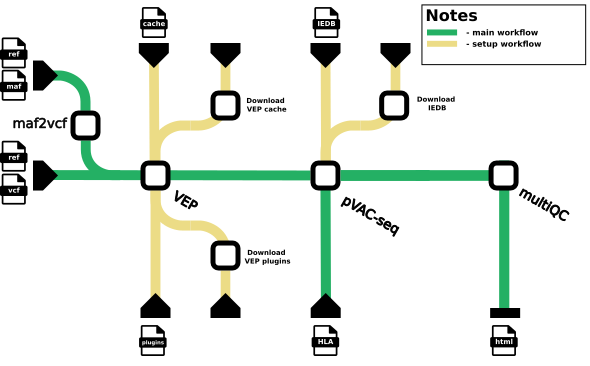 cache
IEDB
Notes
- main workflow
- setup workflow
ref
maf
Download
VEP cache
Download
IEDB
maf2vcf
ref
vcf
VEP
pVAC-seq
multiQC
Download
VEP plugins
plugins
HLA
html